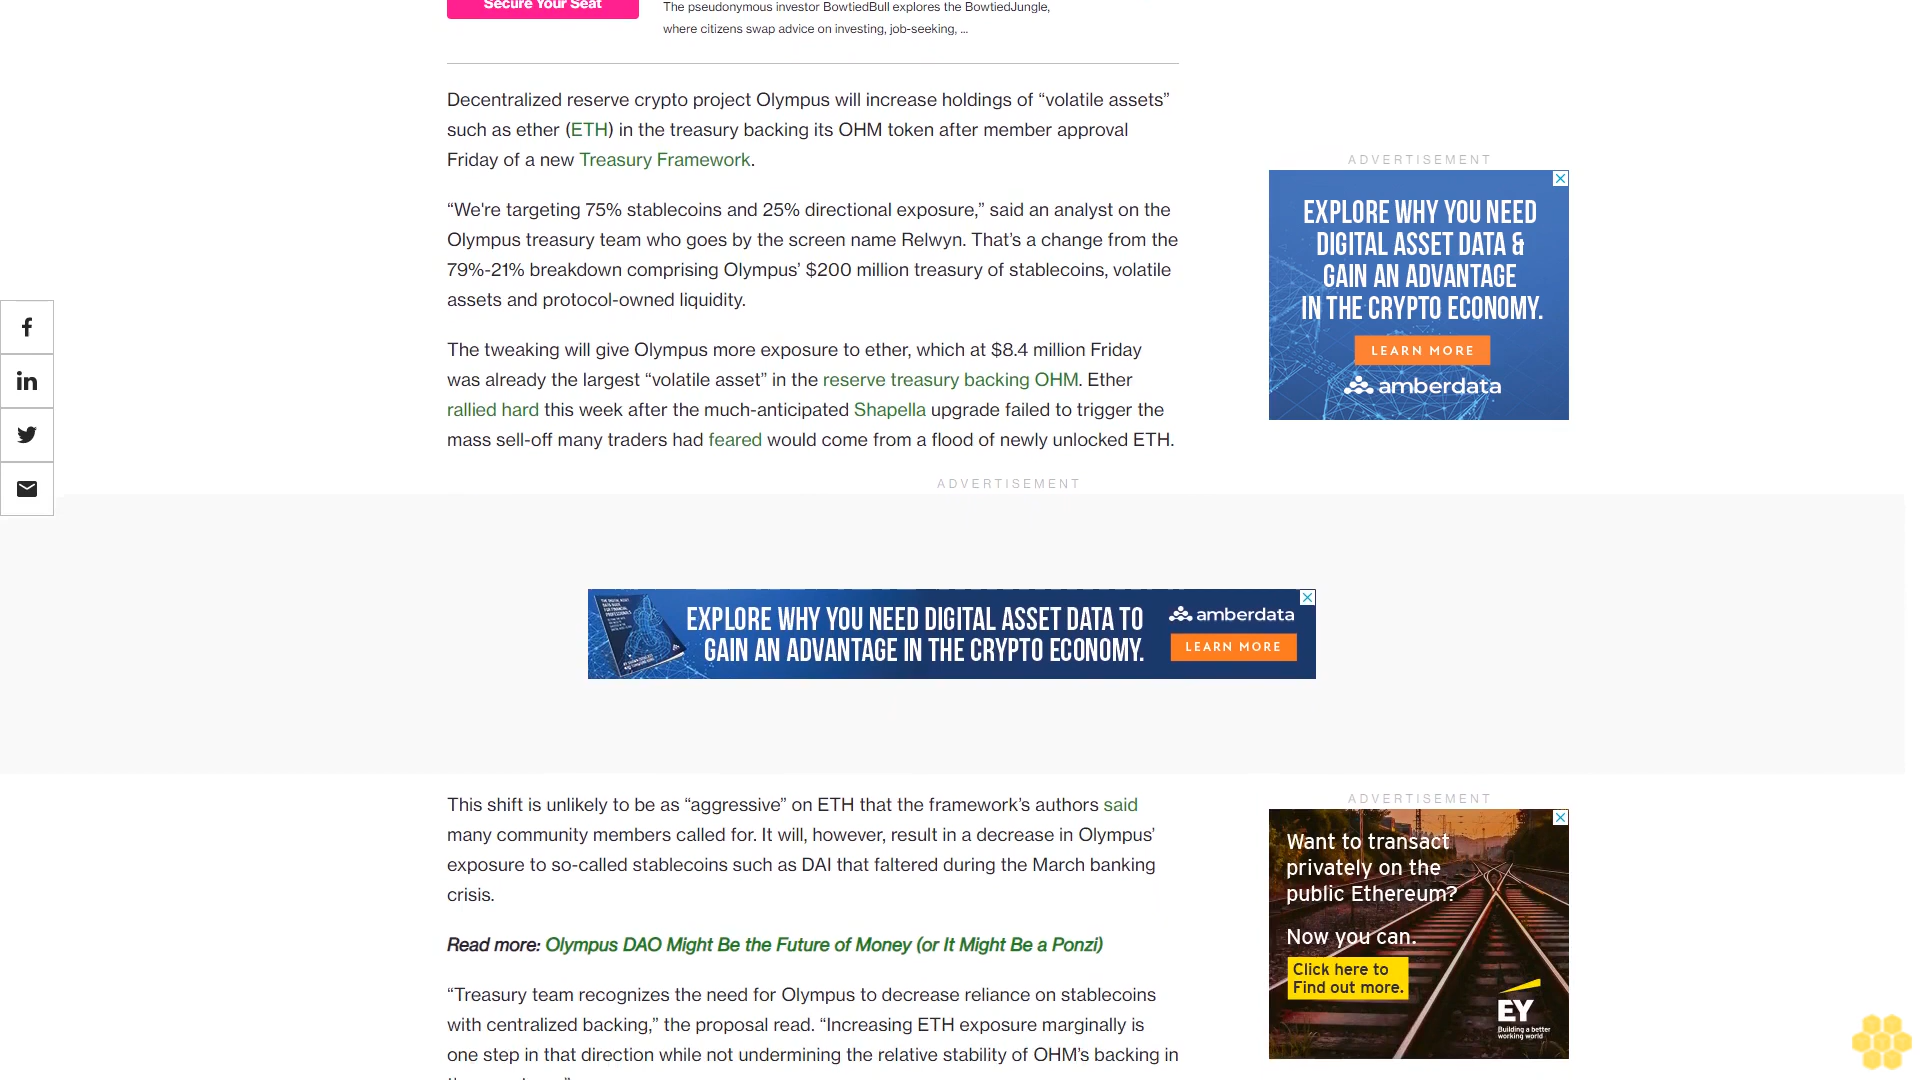 Secure Your Seat
The pseudonymous investor BowtiedBull explores the BowtiedJungle,
where citizens swap advice on investing, job-seeking, ...
Decentralized reserve crypto project Olympus will increase holdings of “volatile assets”
such as ether (ETH) in the treasury backing its OHM token after member approval
Friday of a new Treasury Framework.
“We're targeting 75% stablecoins and 25% directional exposure,” said an analyst on the
Olympus treasury team who goes by the screen name Relwyn. That’s a change from the
79%-21% breakdown comprising Olympus’ $200 million treasury of stablecoins, volatile
assets and protocol-owned liquidity.
The tweaking will give Olympus more exposure to ether, which at $8.4 million Friday
was already the largest “volatile asset” in the reserve treasury backing OHM. Ether
rallied hard this week after the much-anticipated Shapella upgrade failed to trigger the
mass sell-off many traders had feared would come from a flood of newly unlocked ETH.
ADVERTISEMENT
EXPLORE WHY YOU NEED
DIGITAL ASSET DATA &
GAIN AN ADVANTAGE
IN THE CRYPTO ECONOMY.
LEARN MORE
amberdata
ADVERTISEMENT
EXPLORE WHY YOU NEED DIGITAL ASSET DATA TO
GAIN AN ADVANTAGE IN THE CRYPTO ECONOMY.
amberdata
LEARN MORE
This shift is unlikely to be as “aggressive” on ETH that the framework’s authors said
many community members called for. It will, however, result in a decrease in Olympus’
exposure to so-called stablecoins such as DAI that faltered during the March banking
crisis.
Read more: Olympus DAO Might Be the Future of Money (or It Might Be a Ponzi)
“Treasury team recognizes the need for Olympus to decrease reliance on stablecoins
with centralized backing,” the proposal read. “Increasing ETH exposure marginally is
one step in that direction while not undermining the relative stability of OHM’s backing in
ADVERTISEMENT
Want to transact
privately on the
public Ethereum?
Now you can.
Click here to
Find out more.
EY
Building a better
working world